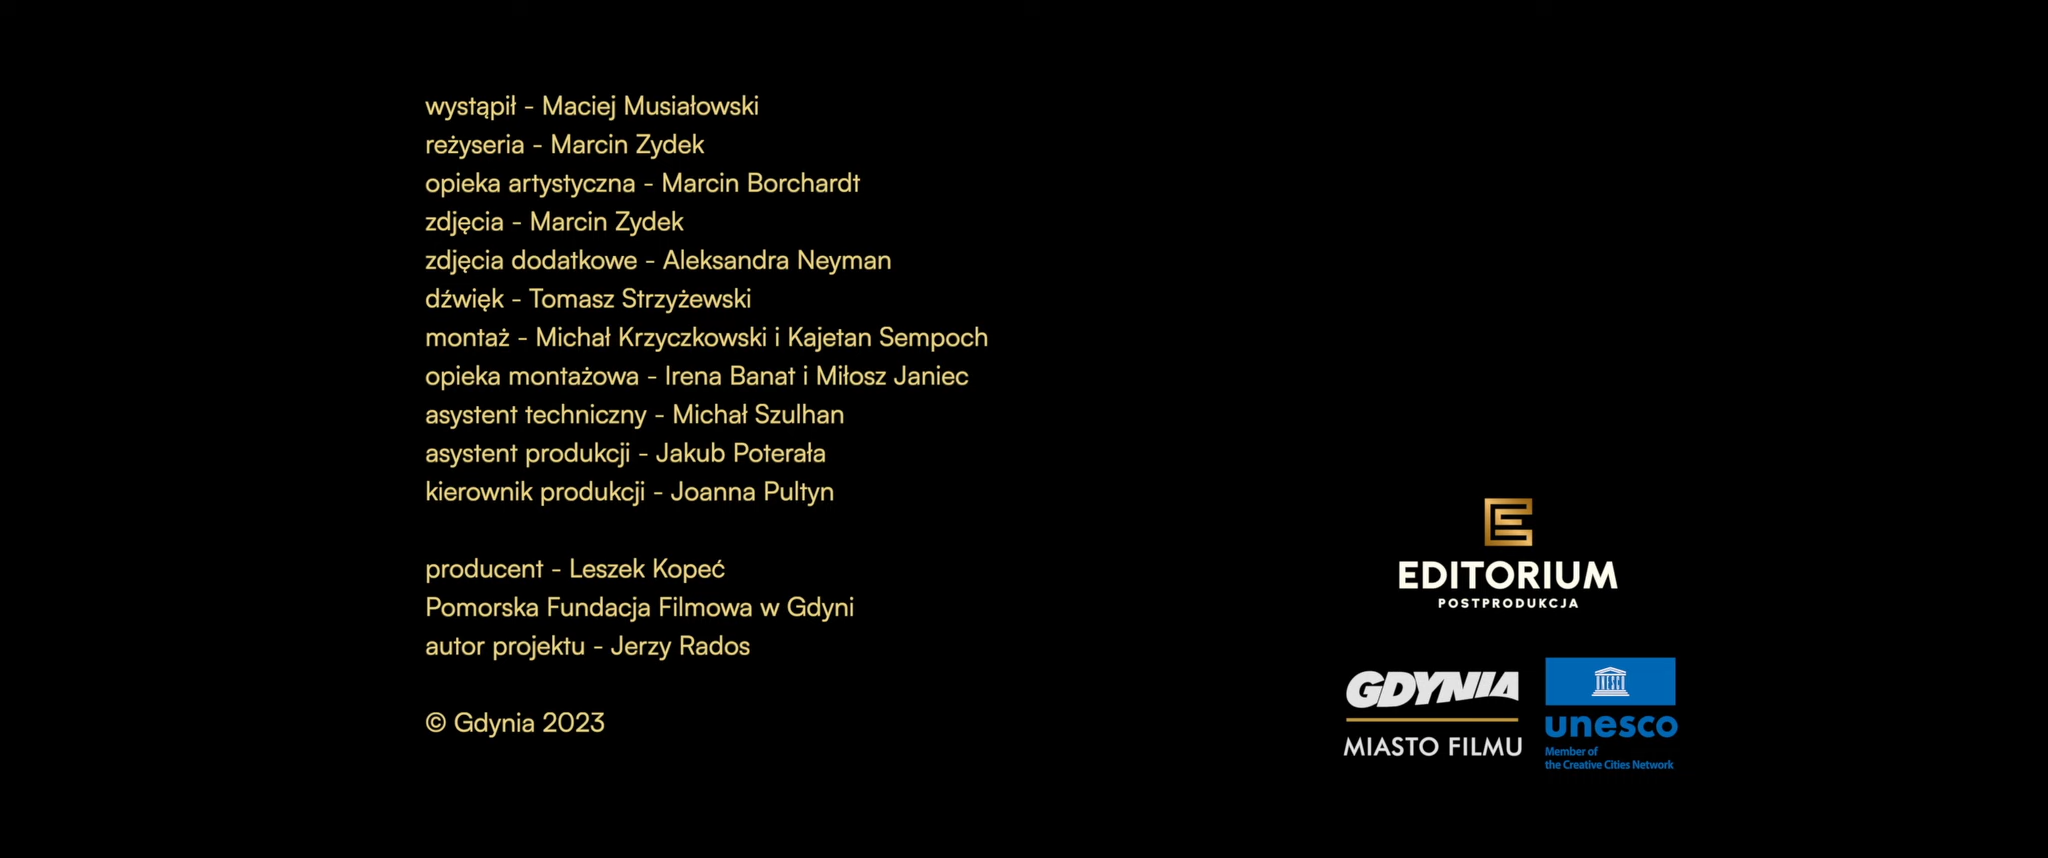 wystąpił - Maciej Musiałowski
reżyseria - Marcin Zydek
opieka artystyczna - Marcin Borchardt
zdjęcia - Marcin Zydek
zdjęcia dodatkowe - Aleksandra Neyman
dźwięk - Tomasz Strzyżewski
montaż - Michał Krzyczkowski i Kajetan Sempoch
opieka montażowa - Irena Banat i Miłosz Janiec
asystent techniczny - Michał Szulhan
asystent produkcji - Jakub Poterała
kierownik produkcji - Joanna Pultyn
producent - Leszek Kopeć
Pomorska Fundacja Filmowa w Gdyni
autor projektu - Jerzy Rados
© Gdynia 2023
EDITORIUM
POSTPRODUKCJA
GDYNIA
MIASTO FILMU
UNESCO
unesco
Member of
the Creative Cities Network